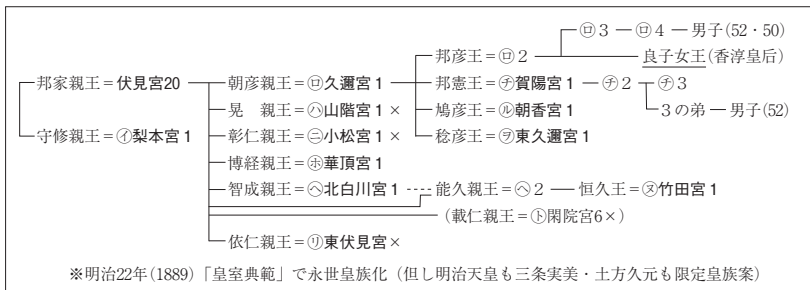 ㋺3 ― ㋺4 ― 男子(52・50)
邦彦王＝㋺2
良子女王(香淳皇后)
邦家親王＝伏見宮20
朝彦親王＝㋺久邇宮1
邦憲王＝㋠賀陽宮1 ― ㋠2
㋠3
晃　親王＝㋩山階宮1×
鳩彦王＝㋸朝香宮1
3の弟 ― 男子(52)
守修親王＝㋑梨本宮1
彰仁親王＝㋥小松宮1×
稔彦王＝㋾東久邇宮1
博経親王＝㋭華頂宮1
智成親王＝㋬北白川宮1
能久親王＝㋬2 ― 恒久王＝㋦竹田宮1
(載仁親王＝㋣閑院宮6×)
依仁親王＝㋷東伏見宮×
※明治22年(1889)「皇室典範」で永世皇族化（但し明治天皇も三条実美・土方久元も限定皇族案）